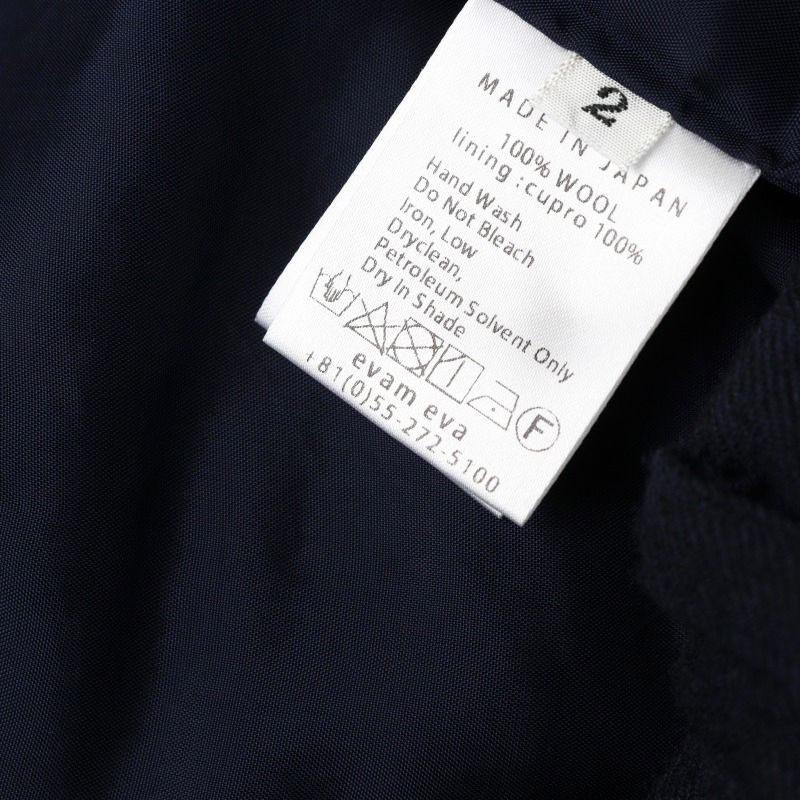 2
MADE IN JAPAN
100% WOOL
lining : cupro 100%
Hand Wash
Do Not Bleach
Iron, Low
Dryclean,
Petroleum Solvent Only
Dry In Shade
F
evam eva
+81(0)55-272-5100